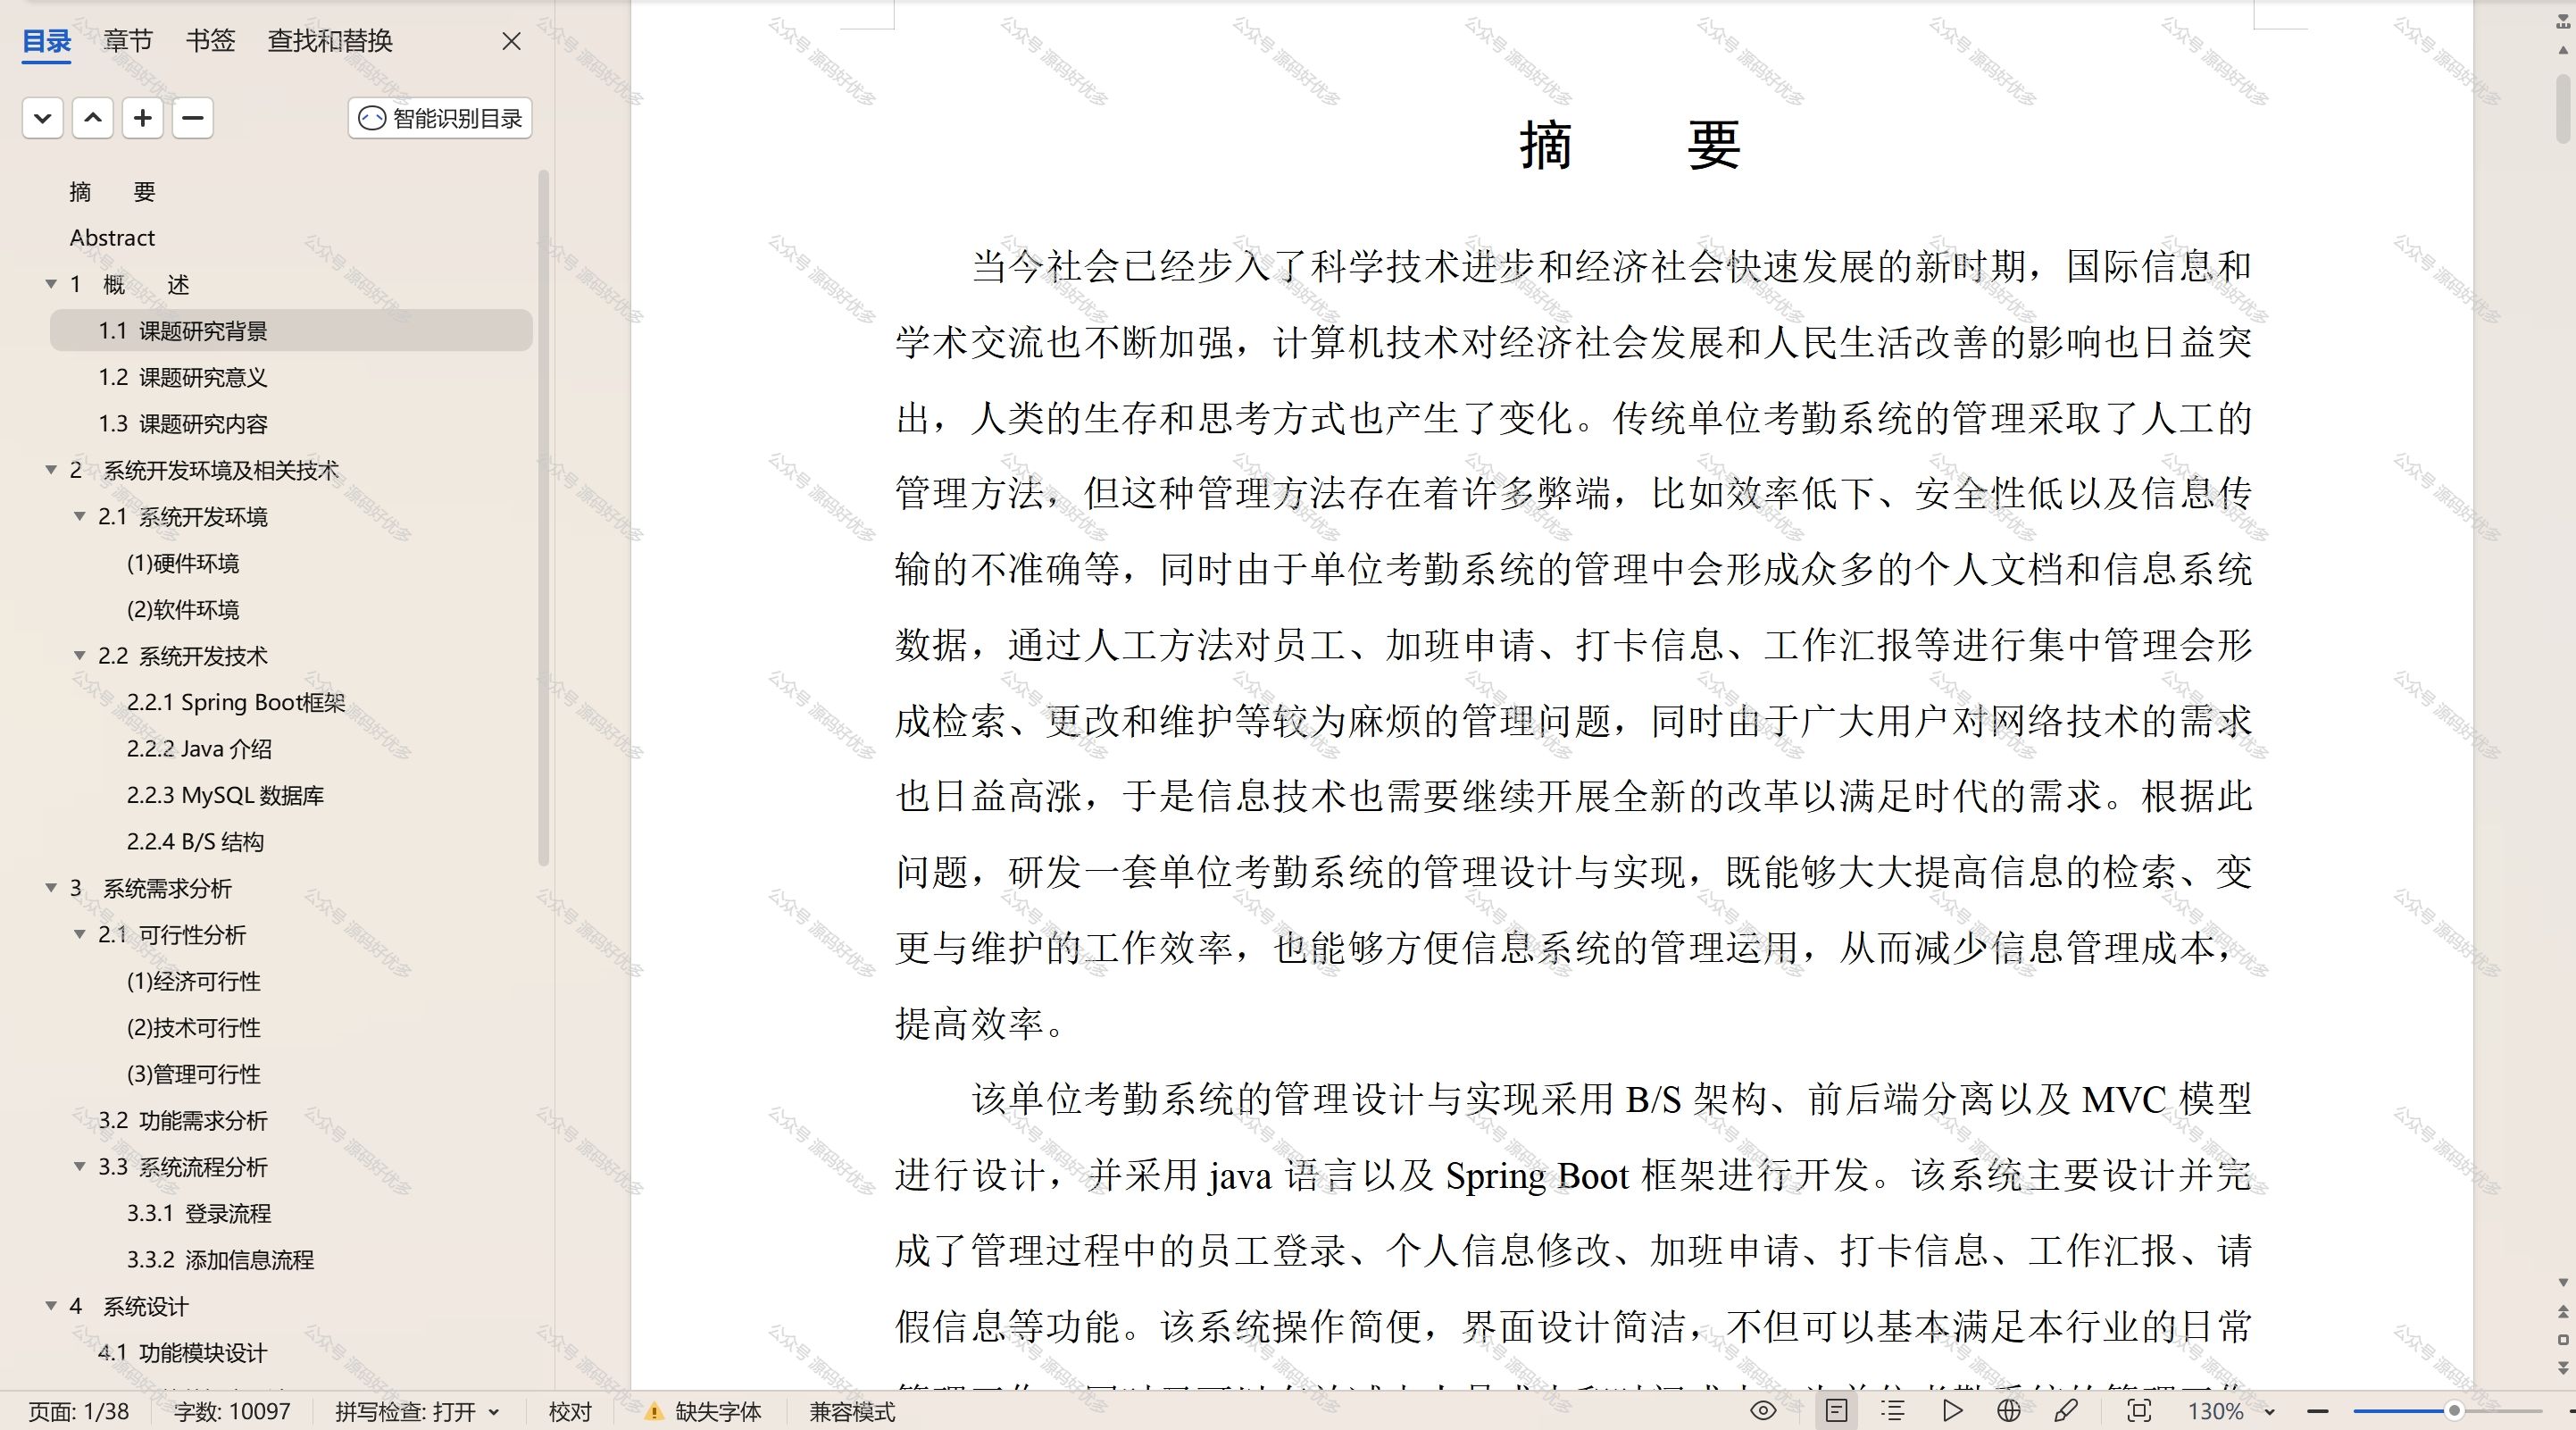 目录 章节 书签 查找和替换
智能识别目录
摘 要
Abstract
1 概 述
1.1 课题研究背景
1.2 课题研究意义
1.3 课题研究内容
2 系统开发环境及相关技术
2.1 系统开发环境
(1)硬件环境
(2)软件环境
2.2 系统开发技术
2.2.1 Spring Boot框架
2.2.2 Java 介绍
2.2.3 MySQL 数据库
2.2.4 B/S 结构
3 系统需求分析
2.1 可行性分析
(1)经济可行性
(2)技术可行性
(3)管理可行性
3.2 功能需求分析
3.3 系统流程分析
3.3.1 登录流程
3.3.2 添加信息流程
4 系统设计
4.1 功能模块设计
摘 要
当今社会已经步入了科学技术进步和经济社会快速发展的新时期，国际信息和
学术交流也不断加强，计算机技术对经济社会发展和人民生活改善的影响也日益突
出，人类的生存和思考方式也产生了变化。传统单位考勤系统的管理采取了人工的
管理方法，但这种管理方法存在着许多弊端，比如效率低下、安全性低以及信息传
输的不准确等，同时由于单位考勤系统的管理中会形成众多的个人文档和信息系统
数据，通过人工方法对员工、加班申请、打卡信息、工作汇报等进行集中管理会形
成检索、更改和维护等较为麻烦的管理问题，同时由于广大用户对网络技术的需求
也日益高涨，于是信息技术也需要继续开展全新的改革以满足时代的需求。根据此
问题，研发一套单位考勤系统的管理设计与实现，既能够大大提高信息的检索、变
更与维护的工作效率，也能够方便信息系统的管理运用，从而减少信息管理成本，
提高效率。
该单位考勤系统的管理设计与实现采用 B/S 架构、前后端分离以及 MVC 模型
进行设计，并采用 java 语言以及 Spring Boot 框架进行开发。该系统主要设计并完
成了管理过程中的员工登录、个人信息修改、加班申请、打卡信息、工作汇报、请
假信息等功能。该系统操作简便，界面设计简洁，不但可以基本满足本行业的日常
页面: 1/38 字数: 10097 拼写检查: 打开 校对 缺失字体 兼容模式 130%
公众号 源码好优多